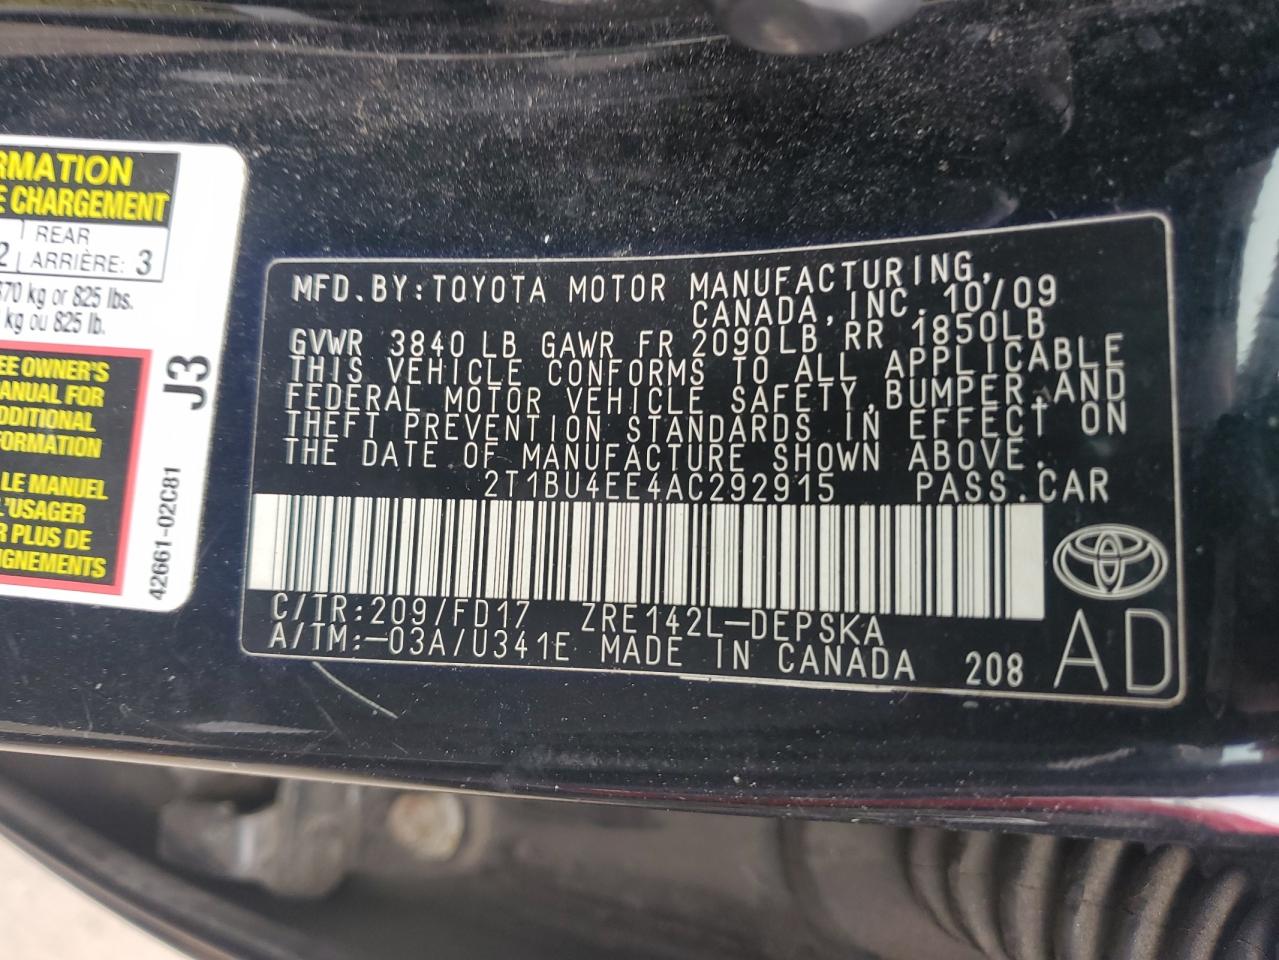 RMATION
E CHARGEMENT
2 REAR
ARRIÈRE: 3
370 kg or 825 lbs.
kg ou 825 lb.
EE OWNER'S
MANUAL FOR
DDITIONAL
FORMATION
LE MANUEL
L'USAGER
R PLUS DE
IGNEMENTS
J3
42661-02C81
MFD.BY:TOYOTA MOTOR MANUFACTURING,
CANADA,INC.10/09
GVWR 3840 LB GAWR FR 2090LB RR 1850LB
THIS VEHICLE CONFORMS TO ALL APPLICABLE
FEDERAL MOTOR VEHICLE SAFETY,BUMPER,AND
THEFT PREVENTION STANDARDS IN EFFECT ON
THE DATE OF MANUFACTURE SHOWN ABOVE.
2T1BU4EE4AC292915 PASS.CAR
C/TR:209/FD17 ZRE142L-DEPSKA
A/TM:-03A/U341E MADE IN CANADA 208
AD